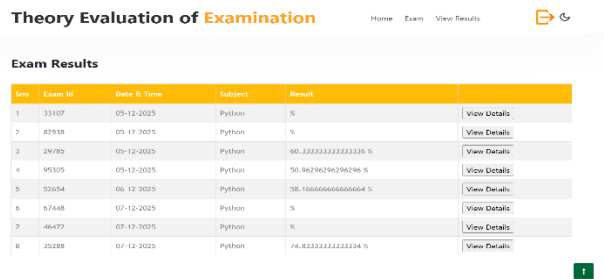 Theory Evaluation of Examination Home Exam View Results
Exam Results
Sno Exam Id Date & Time Subject Result
1 33107 05-12-2025 Python % View Details
2 82938 05-12-2025 Python % View Details
3 29785 05-12-2025 Python 60.333333333333336 % View Details
4 95305 05-12-2025 Python 50.96296296296296 % View Details
5 52654 06-12-2025 Python 58.166666666666664 % View Details
6 67448 07-12-2025 Python % View Details
7 46472 07-12-2025 Python % View Details
8 35288 07-12-2025 Python 74.83333333333334 % View Details